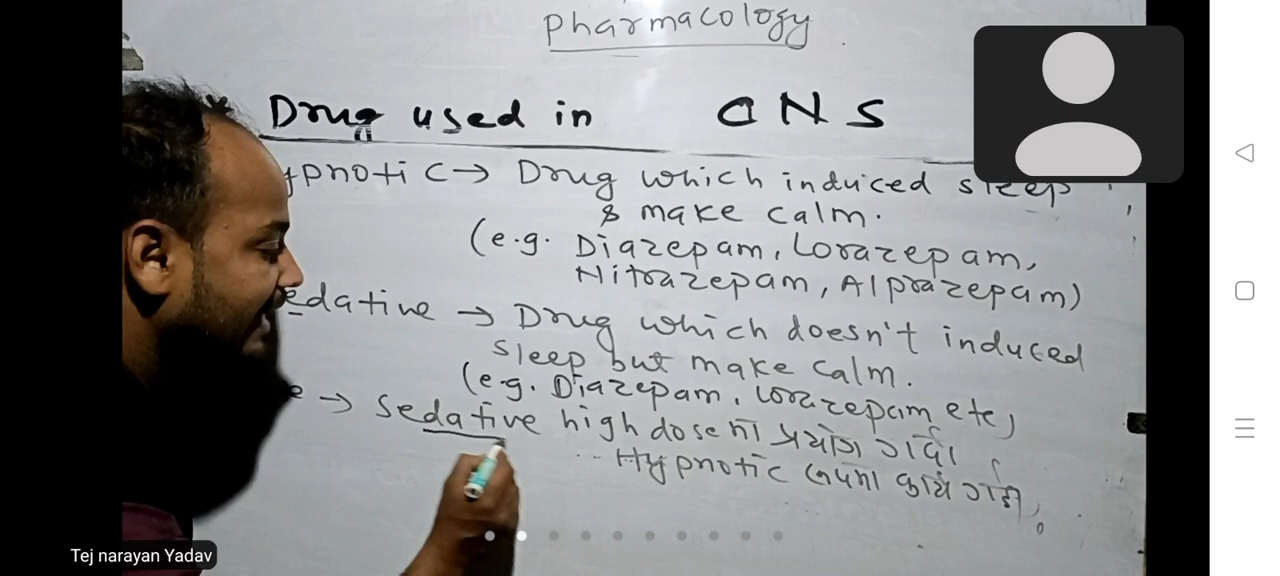 Pharmacology
Drug used in CNS
ypnotic → Drug which induced sleep
& make calm.
(e.g. Diazepam, Lorazepam,
Nitrazepam, Alprazepam)
edative → Drug which doesn't induced
sleep but make calm.
(e.g. Diazepam, Lorazepam etc)
e → Sedative high dose मा प्रयोग गर्दा
Hypnotic कार्य गर्छ
Tej narayan Yadav